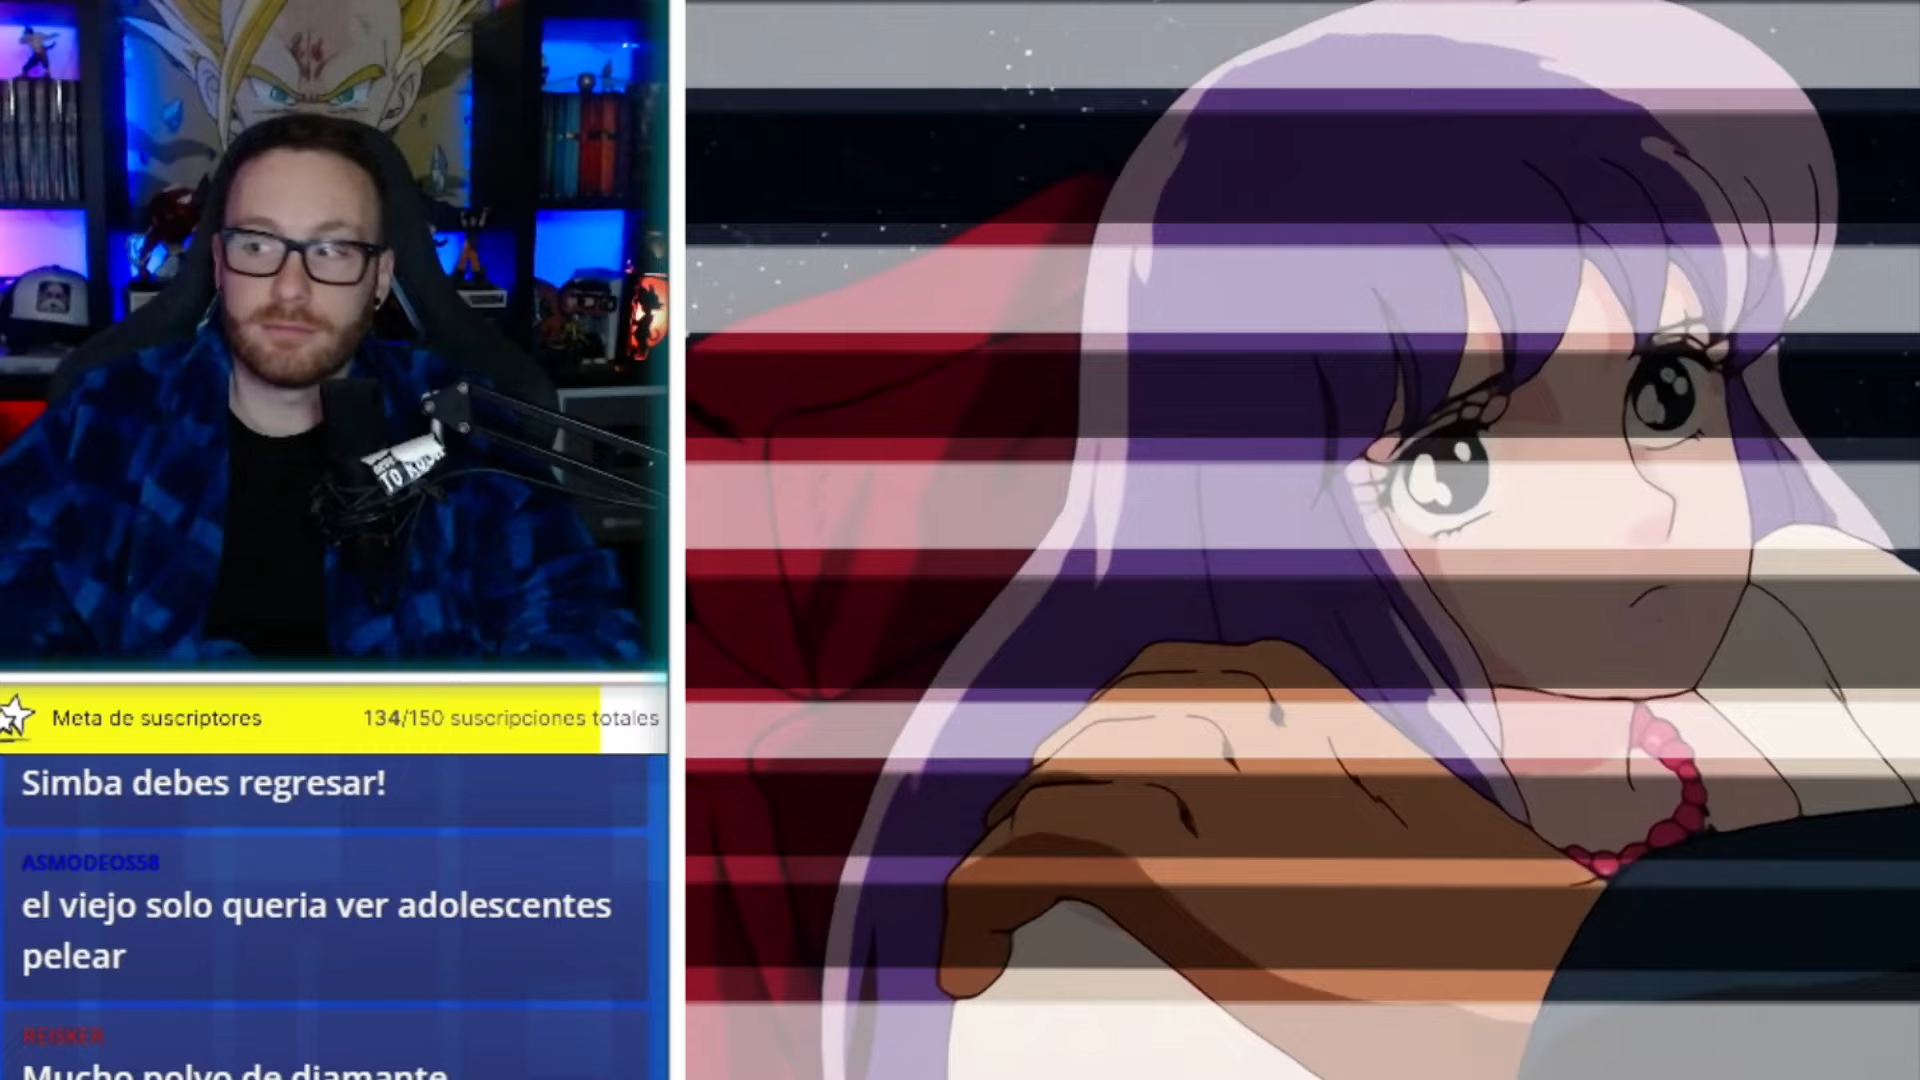 TO
Meta de suscriptores 134/150 suscripciones totales
Simba debes regresar!
ASMODEOS58
el viejo solo queria ver adolescentes
pelear
REISKER
Mucho polvo de diamante